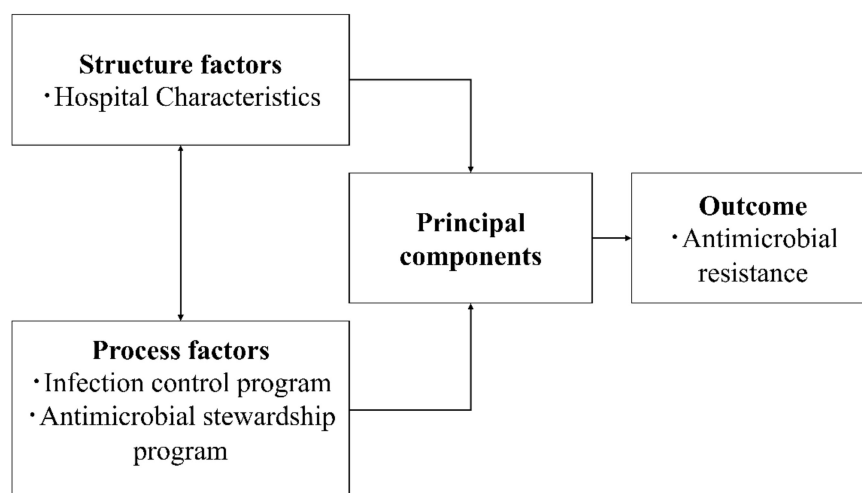 Structure factors
・Hospital Characteristics
Principal
components
Outcome
・Antimicrobial
resistance
Process factors
・Infection control program
・Antimicrobial stewardship
program